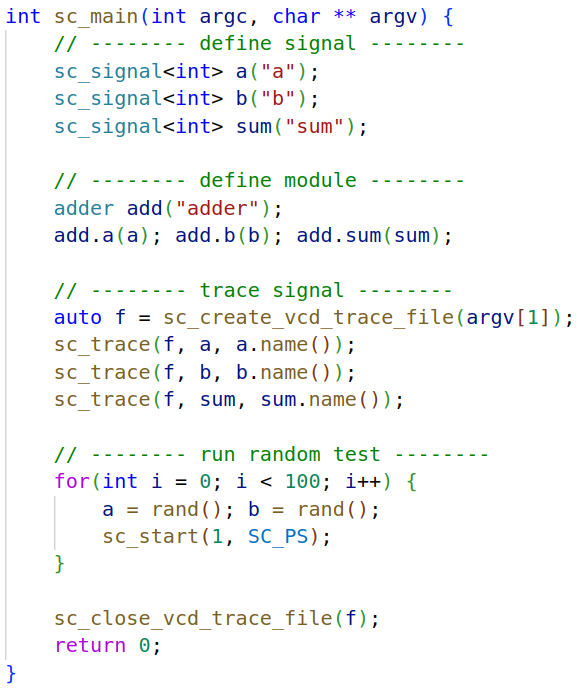 int sc_main(int argc, char ** argv) {
    // -------- define signal --------
    sc_signal<int> a("a");
    sc_signal<int> b("b");
    sc_signal<int> sum("sum");

    // -------- define module --------
    adder add("adder");
    add.a(a); add.b(b); add.sum(sum);

    // -------- trace signal --------
    auto f = sc_create_vcd_trace_file(argv[1]);
    sc_trace(f, a, a.name());
    sc_trace(f, b, b.name());
    sc_trace(f, sum, sum.name());

    // -------- run random test --------
    for(int i = 0; i < 100; i++) {
        a = rand(); b = rand();
        sc_start(1, SC_PS);
    }

    sc_close_vcd_trace_file(f);
    return 0;
}